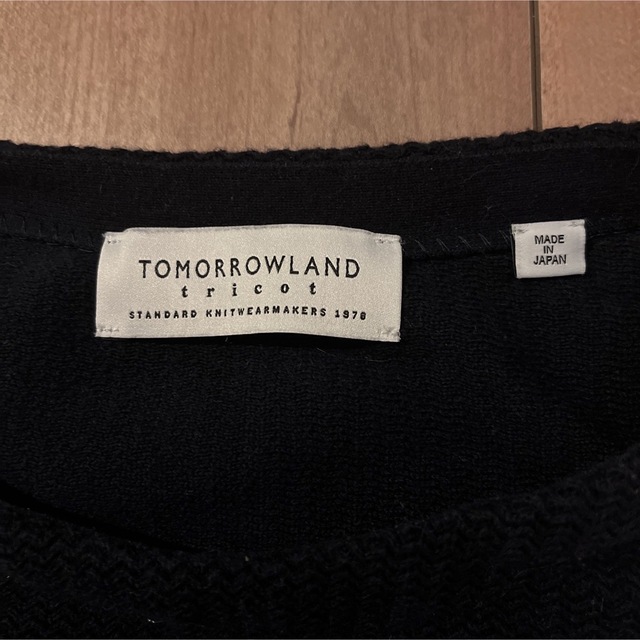 TOMORROWLAND
tricot
STANDARD KNITWEARMAKERS 1978
MADE
IN
JAPAN